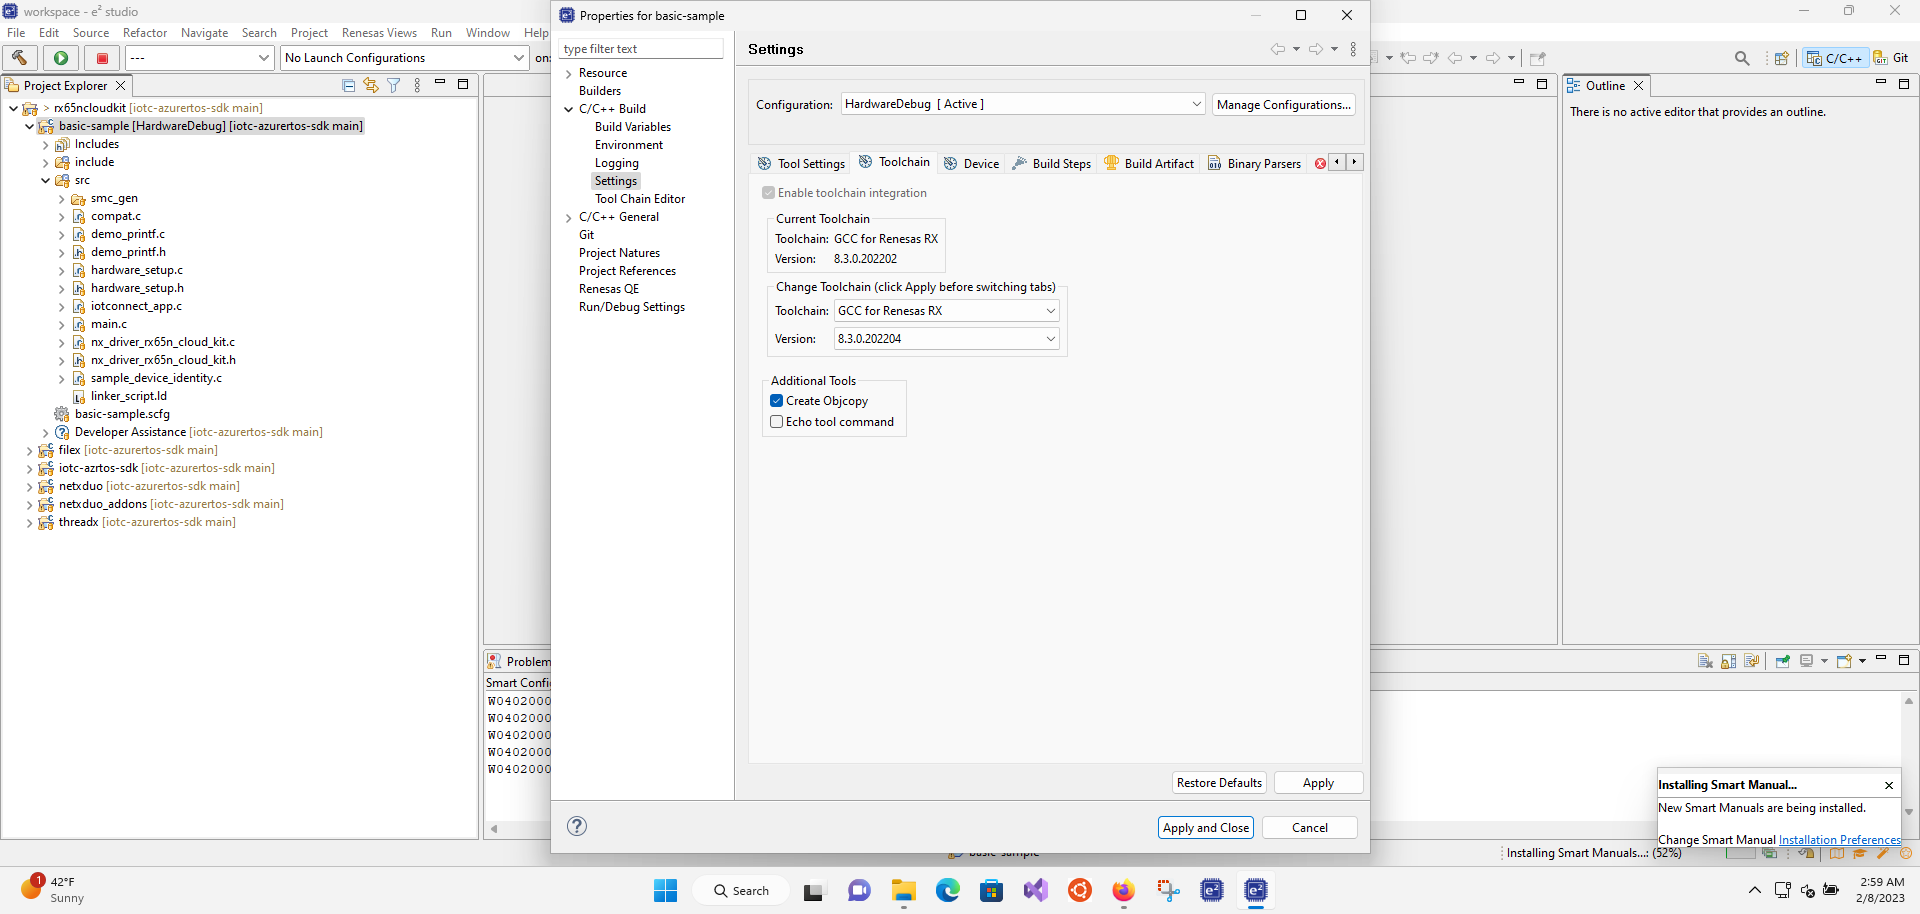 workspace - e² studio
File Edit Source Refactor Navigate Search Project Renesas Views Run Window Help
--- No Launch Configurations on:
C/C++ Git
Project Explorer
> rx65ncloudkit [iotc-azurertos-sdk main]
basic-sample [HardwareDebug] [iotc-azurertos-sdk main]
Includes
include
src
smc_gen
compat.c
demo_printf.c
demo_printf.h
hardware_setup.c
hardware_setup.h
iotconnect_app.c
main.c
nx_driver_rx65n_cloud_kit.c
nx_driver_rx65n_cloud_kit.h
sample_device_identity.c
linker_script.ld
basic-sample.scfg
Developer Assistance [iotc-azurertos-sdk main]
filex [iotc-azurertos-sdk main]
iotc-azrtos-sdk [iotc-azurertos-sdk main]
netxduo [iotc-azurertos-sdk main]
netxduo_addons [iotc-azurertos-sdk main]
threadx [iotc-azurertos-sdk main]
Properties for basic-sample
type filter text
Resource
Builders
C/C++ Build
Build Variables
Environment
Logging
Settings
Tool Chain Editor
C/C++ General
Git
Project Natures
Project References
Renesas QE
Run/Debug Settings
Settings
Configuration: HardwareDebug [ Active ] Manage Configurations...
Tool Settings Toolchain Device Build Steps Build Artifact Binary Parsers
Enable toolchain integration
Current Toolchain
Toolchain: GCC for Renesas RX
Version: 8.3.0.202202
Change Toolchain (click Apply before switching tabs)
Toolchain: GCC for Renesas RX
Version: 8.3.0.202204
Additional Tools
Create Objcopy
Echo tool command
Restore Defaults Apply
Apply and Close Cancel
Outline
There is no active editor that provides an outline.
Problem
Smart Confi
W0402000
W0402000
W0402000
W0402000
W0402000
basic-sample
Installing Smart Manual...
New Smart Manuals are being installed.
Change Smart Manual Installation Preferences
Installing Smart Manuals...: (52%)
1
42°F
Sunny
Search
e²
e²
2:59 AM
2/8/2023